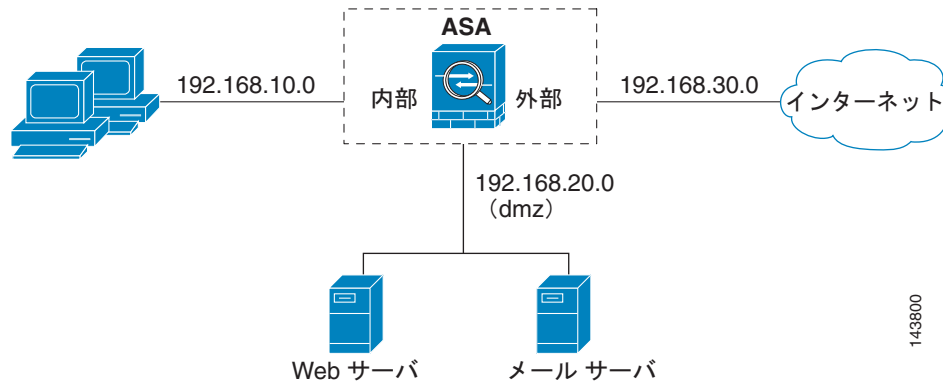 ASA
192.168.10.0
内部
外部
192.168.30.0
インターネット
192.168.20.0
（dmz）
Web サーバ
メール サーバ
143800